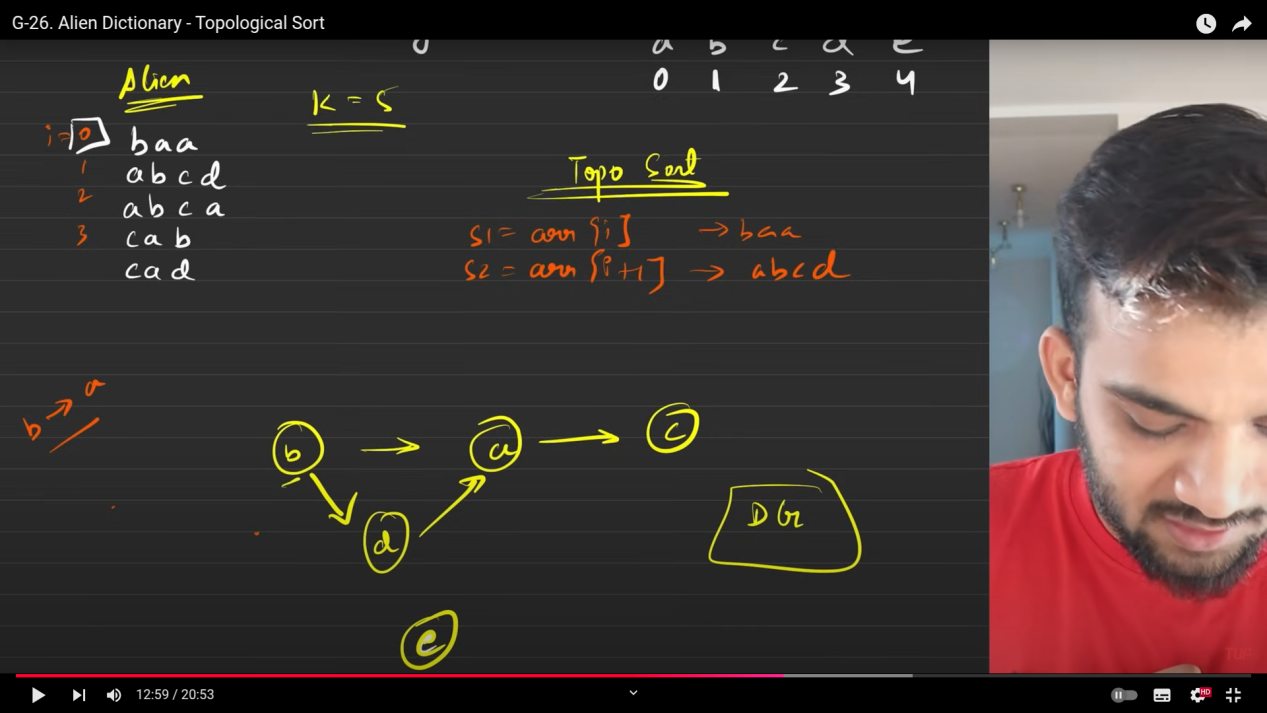 G-26. Alien Dictionary - Topological Sort
a b c d e
0 1 2 3 4
Alien
K = 5
i=0 baa
1 abcd
2 abca
3 cab
cad
Topo Sort
s1 = arr[i] → baa
s2 = arr[i+1] → abcd
b → a
b → a → c
d
DG
e
12:59 / 20:53
HD